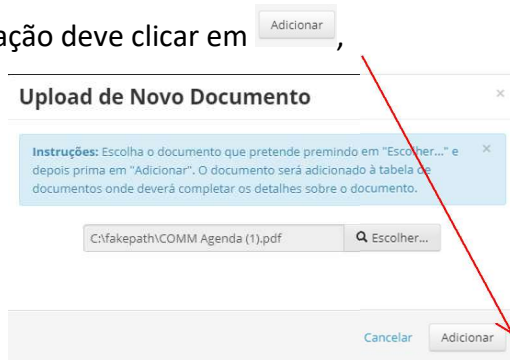 ação deve clicar em Adicionar ,
Upload de Novo Documento ×
Instruções: Escolha o documento que pretende premindo em "Escolher..." e ×
depois prima em "Adicionar". O documento será adicionado à tabela de
documentos onde deverá completar os detalhes sobre o documento.
C:\fakepath\COMM Agenda (1).pdf Escolher...
Cancelar Adicionar